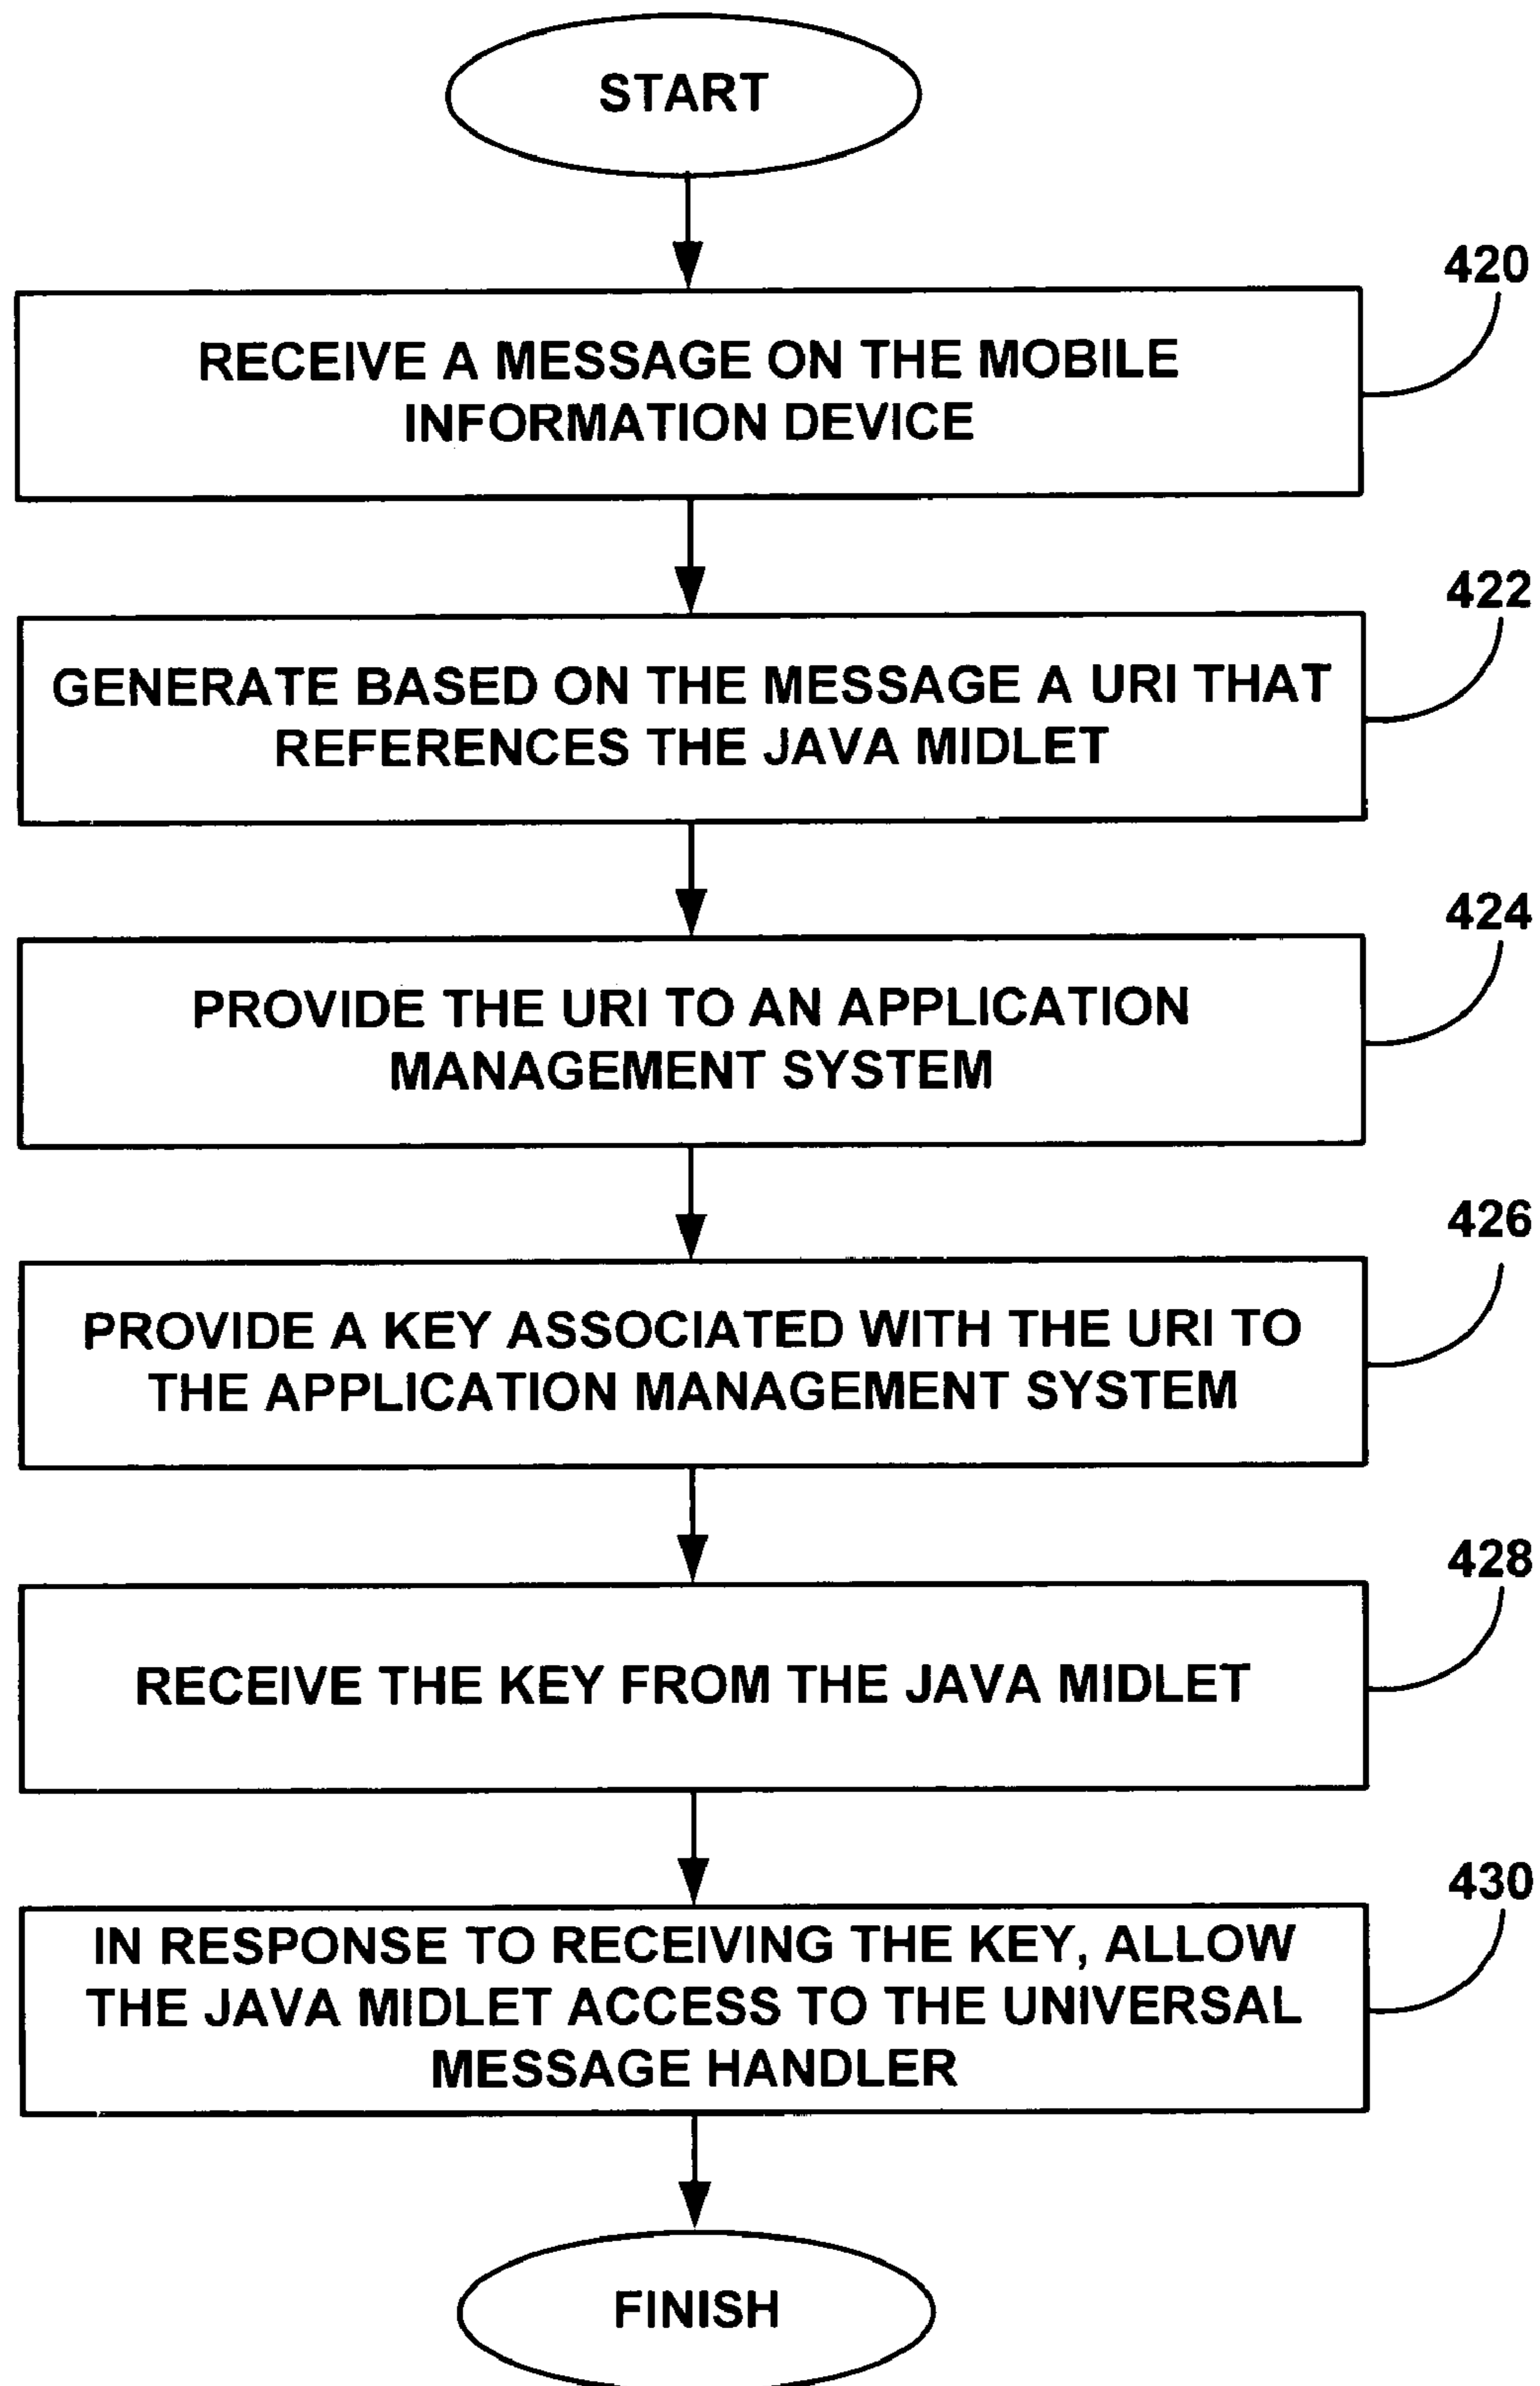 START
420
RECEIVE A MESSAGE ON THE MOBILE
INFORMATION DEVICE
422
GENERATE BASED ON THE MESSAGE A URI THAT
REFERENCES THE JAVA MIDLET
424
PROVIDE THE URI TO AN APPLICATION
MANAGEMENT SYSTEM
426
PROVIDE A KEY ASSOCIATED WITH THE URI TO
THE APPLICATION MANAGEMENT SYSTEM
428
RECEIVE THE KEY FROM THE JAVA MIDLET
430
IN RESPONSE TO RECEIVING THE KEY, ALLOW
THE JAVA MIDLET ACCESS TO THE UNIVERSAL
MESSAGE HANDLER
FINISH